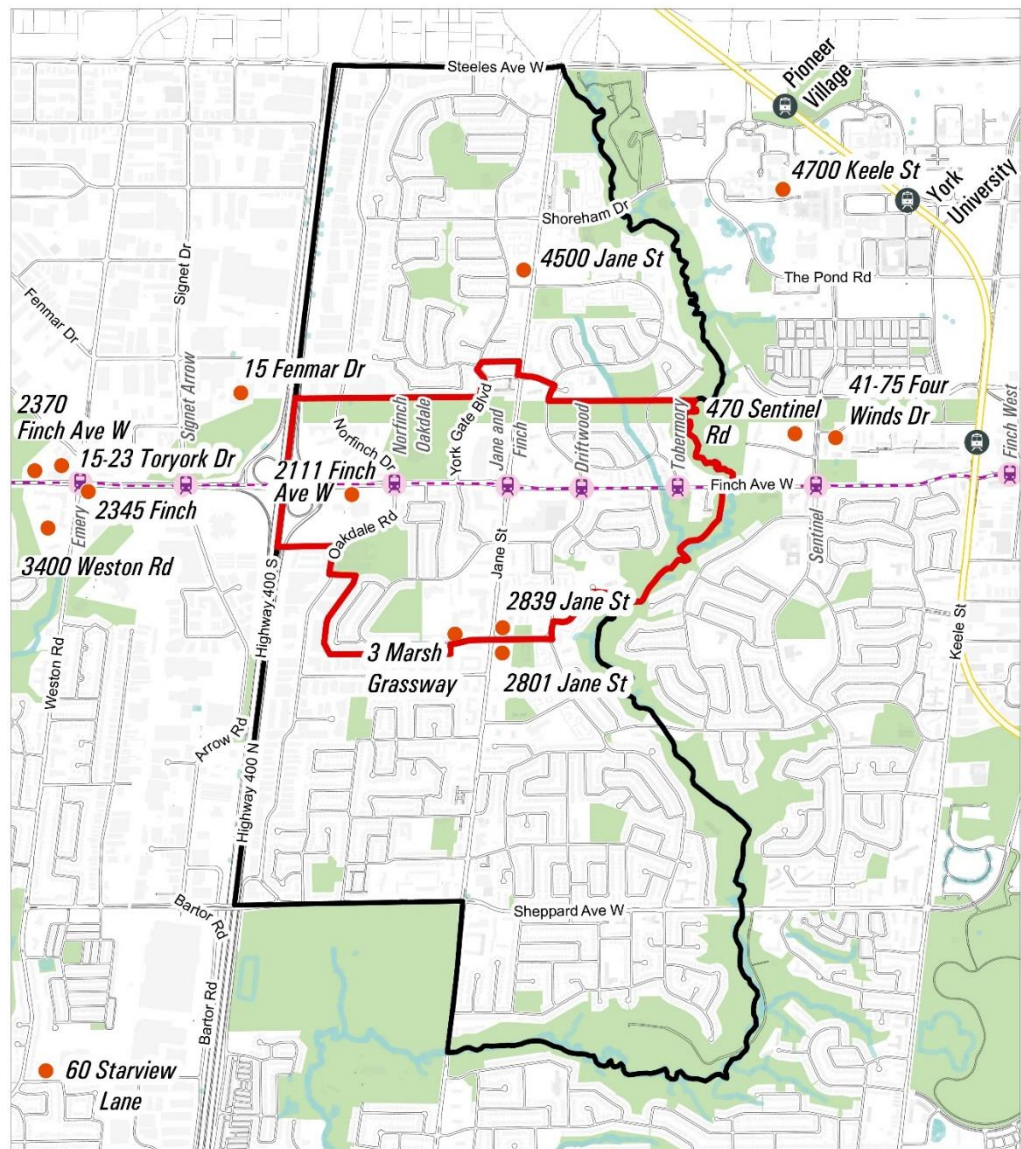 Steeles Ave W
Pioneer
Village
4700 Keele St
York
University
Shoreham Dr
Signet Dr
4500 Jane St
The Pond Rd
Fenmar Dr
15 Fenmar Dr
Signet Arrow
2370
Finch Ave W
15-23 Toryork Dr
Norfinch Dr
Norfinch
Oakdale
York Gate Blvd
Jane and
Finch
Driftwood
Tobermory
470 Sentinel
Rd
41-75 Four
Winds Dr
Finch West
2111 Finch
Ave W
Finch Ave W
Emery
2345 Finch
Oakdale Rd
Sentinel
3400 Weston Rd
Highway 400 S
Jane St
2839 Jane St
Keele St
3 Marsh
Grassway
2801 Jane St
Weston Rd
Arrow Rd
Highway 400 N
Bartor Rd
Sheppard Ave W
Bartor Rd
60 Starview
Lane